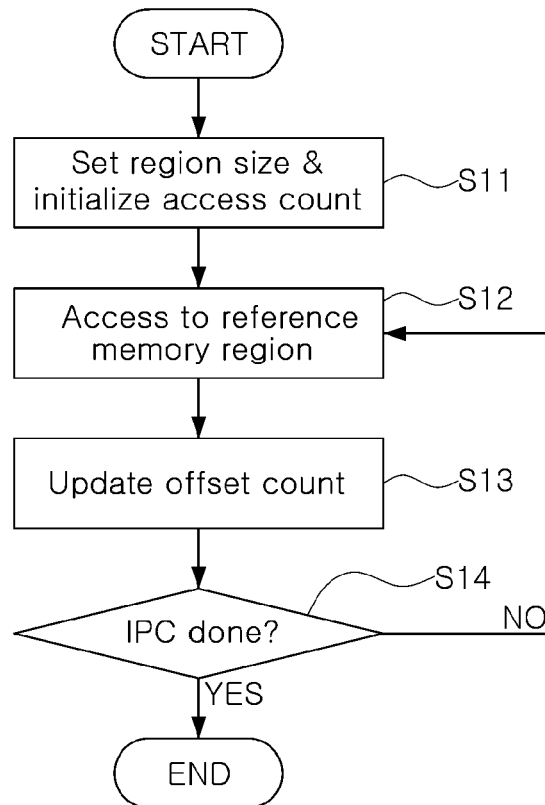 START
Set region size &
initialize access count
S11
S12
Access to reference
memory region
Update offset count
S13
S14
IPC done?
NO
YES
END